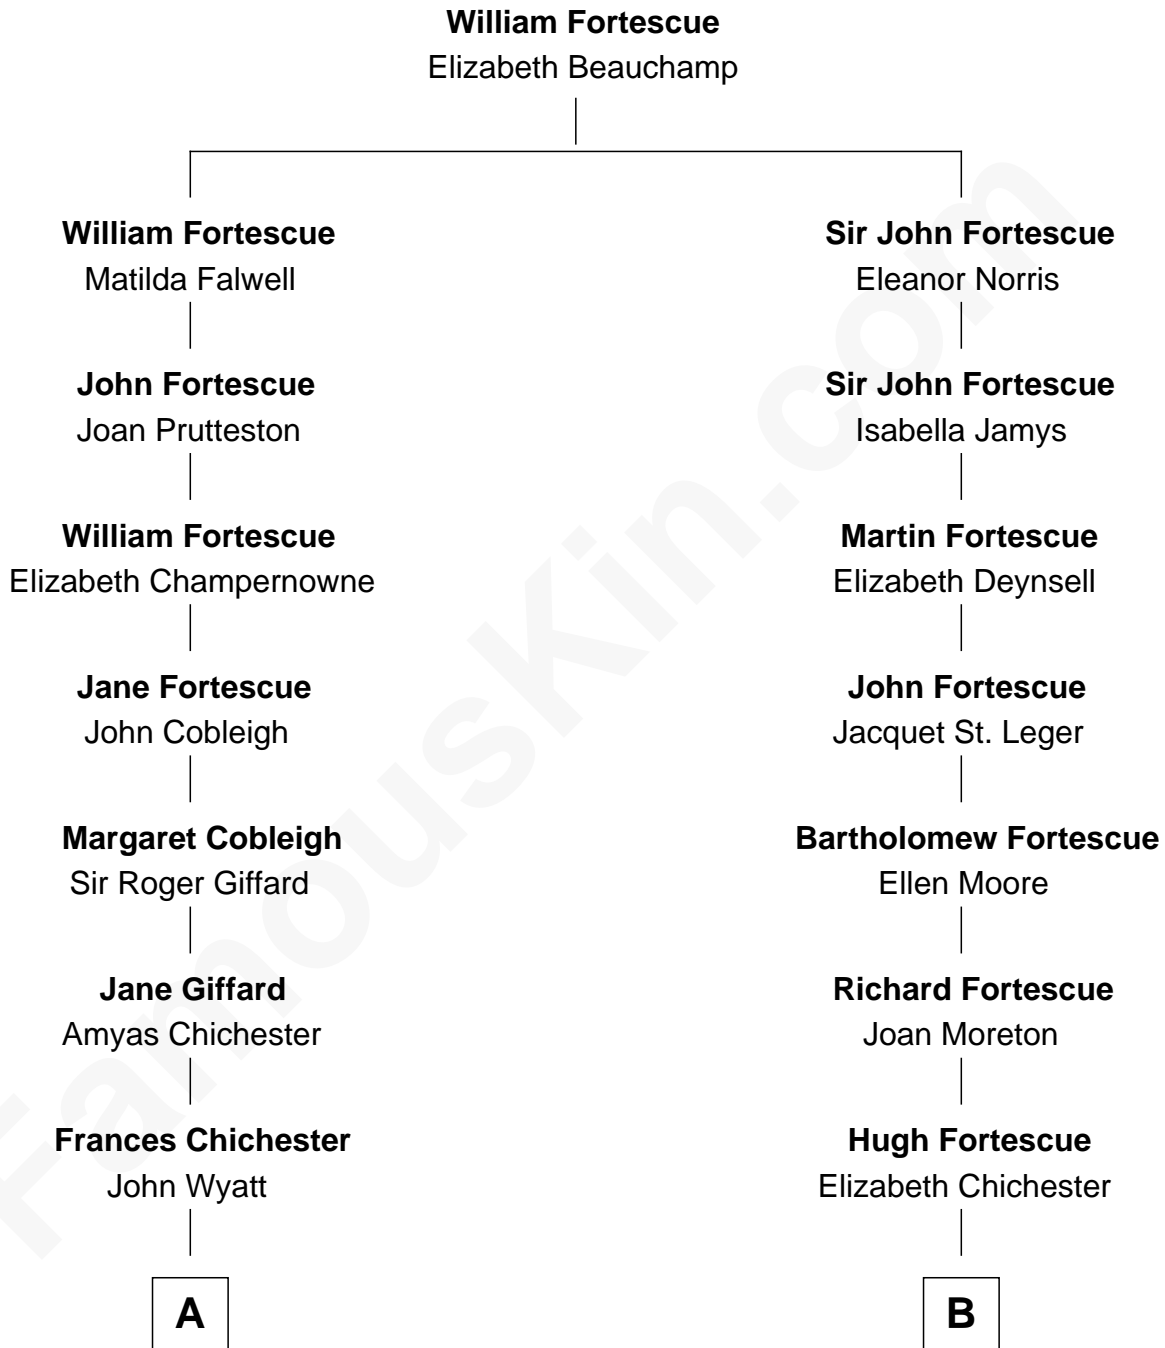 William Fortescue
Elizabeth Beauchamp
William Fortescue
Matilda Falwell
John Fortescue
Joan Prutteston
William Fortescue
Elizabeth Champernowne
Jane Fortescue
John Cobleigh
Margaret Cobleigh
Sir Roger Giffard
Jane Giffard
Amyas Chichester
Frances Chichester
John Wyatt
A
Sir John Fortescue
Eleanor Norris
Sir John Fortescue
Isabella Jamys
Martin Fortescue
Elizabeth Deynsell
John Fortescue
Jacquet St. Leger
Bartholomew Fortescue
Ellen Moore
Richard Fortescue
Joan Moreton
Hugh Fortescue
Elizabeth Chichester
B
FamousKin.com